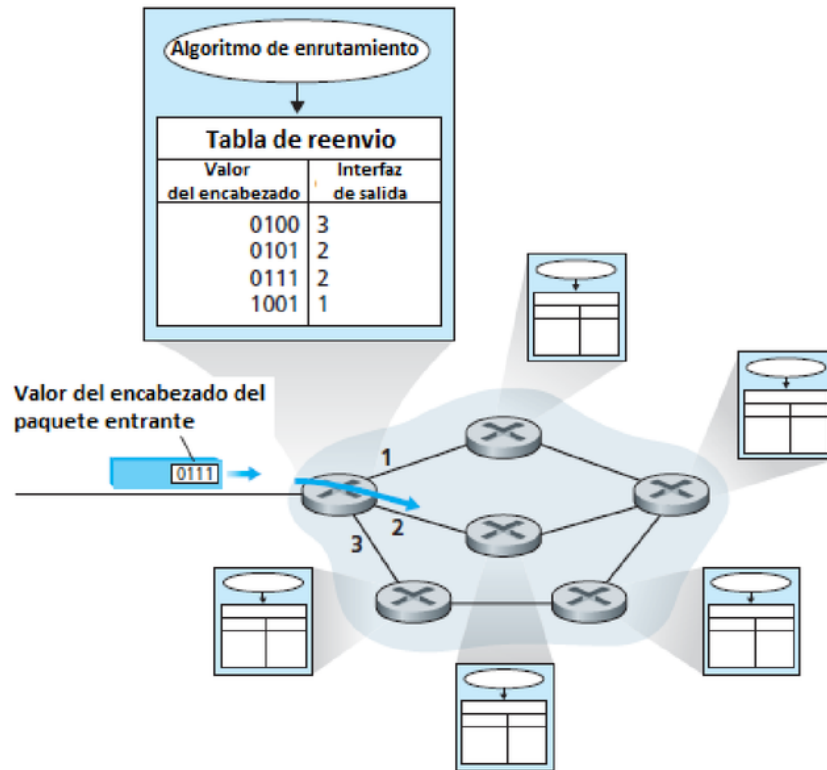 Algoritmo de enrutamiento
Tabla de reenvio
Valor del encabezado
Interfaz de salida
0100 3
0101 2
0111 2
1001 1
Valor del encabezado del
paquete entrante
0111
1
2
3